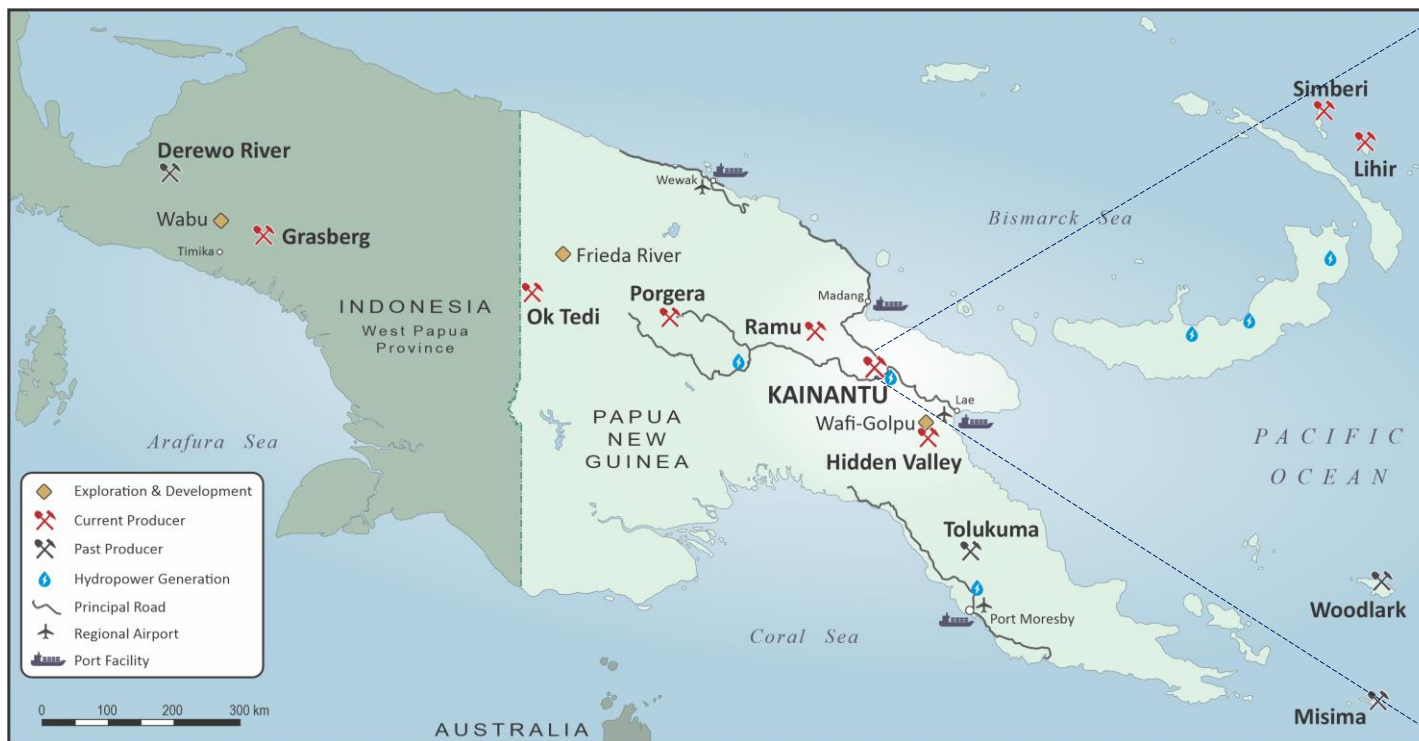 Simberi
Lihir
Derewo River
Wewak
Bismarck Sea
Wabu
Grasberg
Timika
Frieda River
INDONESIA
West Papua
Province
Ok Tedi
Porgera
Madang
Ramu
KAINANTU
Lae
PAPUA
NEW
GUINEA
Wafi-Golpu
Hidden Valley
Arafura Sea
PACIFIC
OCEAN
Exploration & Development
Current Producer
Past Producer
Hydropower Generation
Principal Road
Regional Airport
Port Facility
Tolukuma
Port Moresby
Coral Sea
Woodlark
Misima
0 100 200 300 km
AUSTRALIA